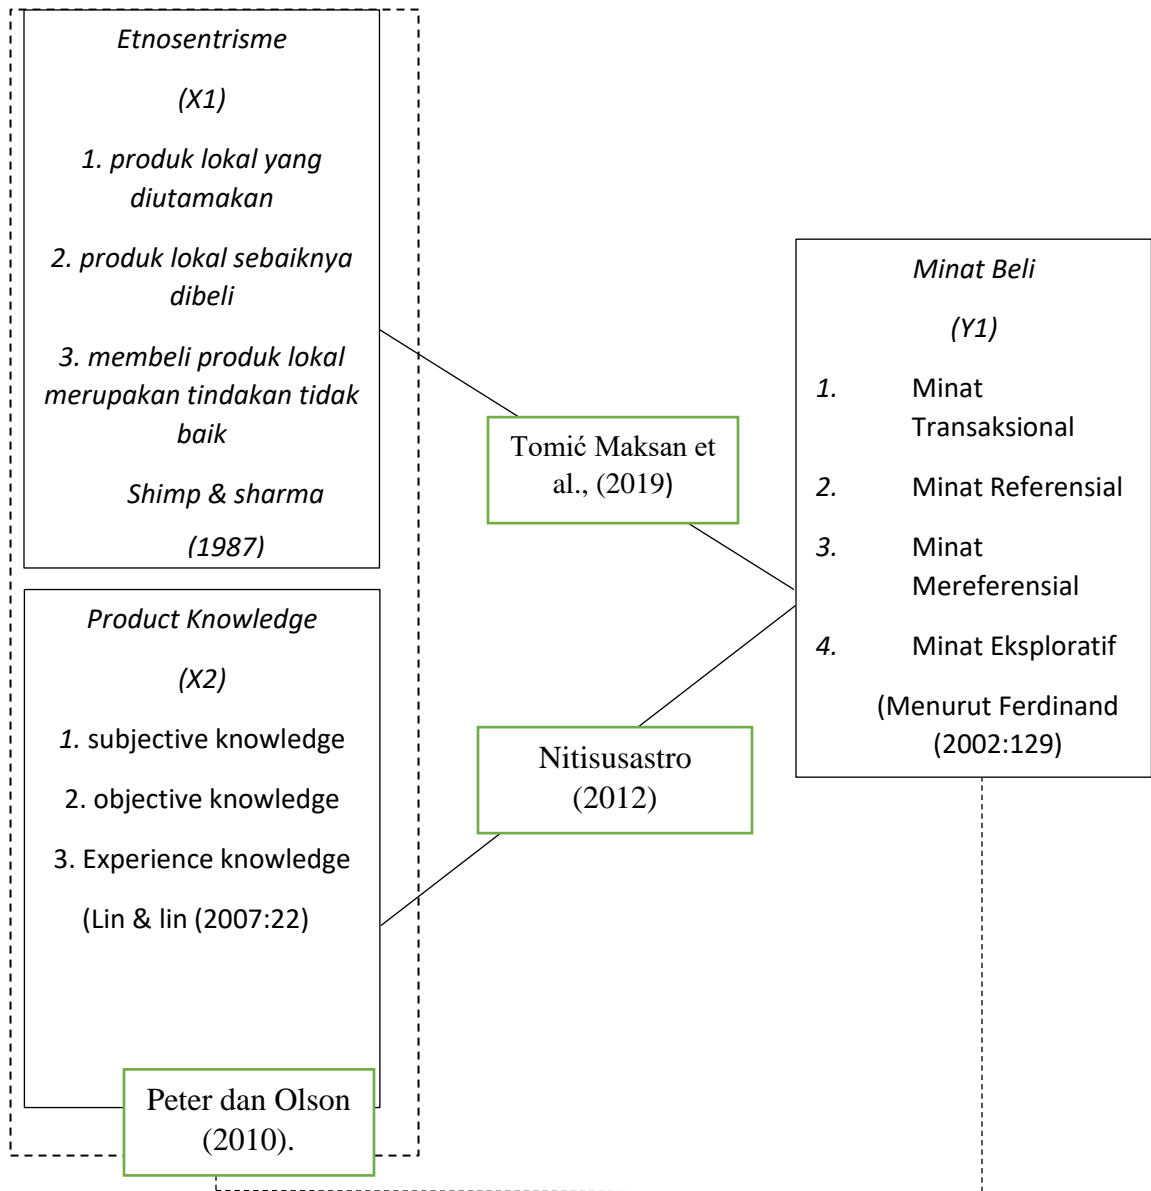 Etnosentrisme
(X1)
1. produk lokal yang
diutamakan
2. produk lokal sebaiknya
dibeli
3. membeli produk lokal
merupakan tindakan tidak
baik
Shimp & sharma
(1987)
Product Knowledge
(X2)
1. subjective knowledge
2. objective knowledge
3. Experience knowledge
(Lin & lin (2007:22)
Peter dan Olson
(2010).
Tomić Maksan et
al., (2019)
Nitisusastro
(2012)
Minat Beli
(Y1)
1. Minat
Transaksional
2. Minat Referensial
3. Minat
Mereferensial
4. Minat Eksploratif
(Menurut Ferdinand
(2002:129)